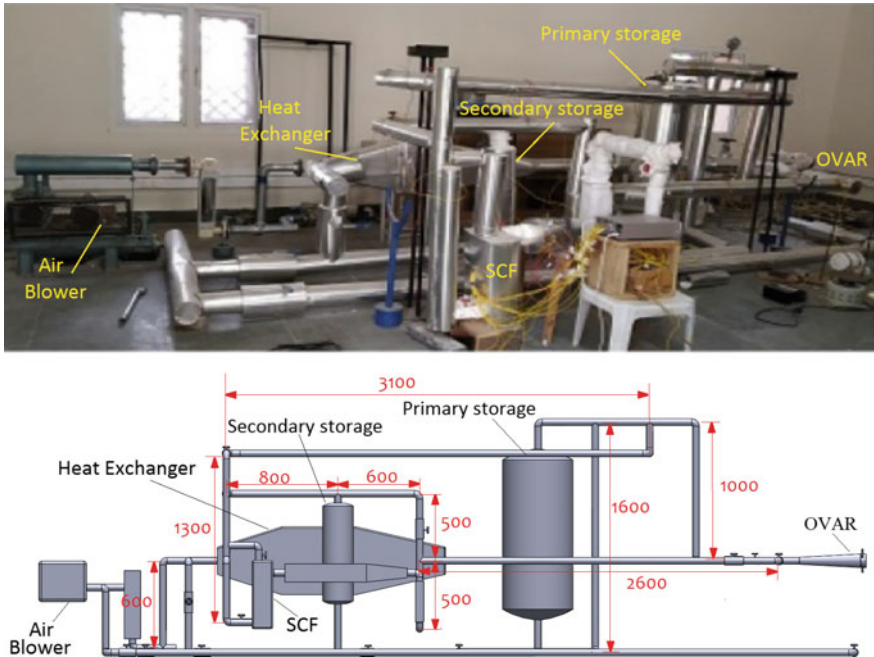 Primary storage
Heat
Exchanger
Secondary storage
OVAR
Air
Blower
SCF
3100
Primary storage
Secondary storage
Heat Exchanger
800
600
1300
500
1600
1000
OVAR
2600
600
500
SCF
Air
Blower